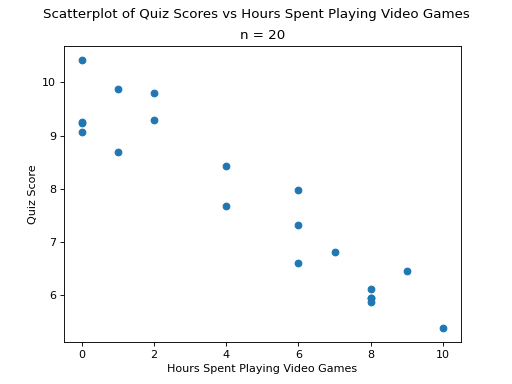 Scatterplot of Quiz Scores vs Hours Spent Playing Video Games
n = 20
10
9
8
7
6
Quiz Score
0 2 4 6 8 10
Hours Spent Playing Video Games